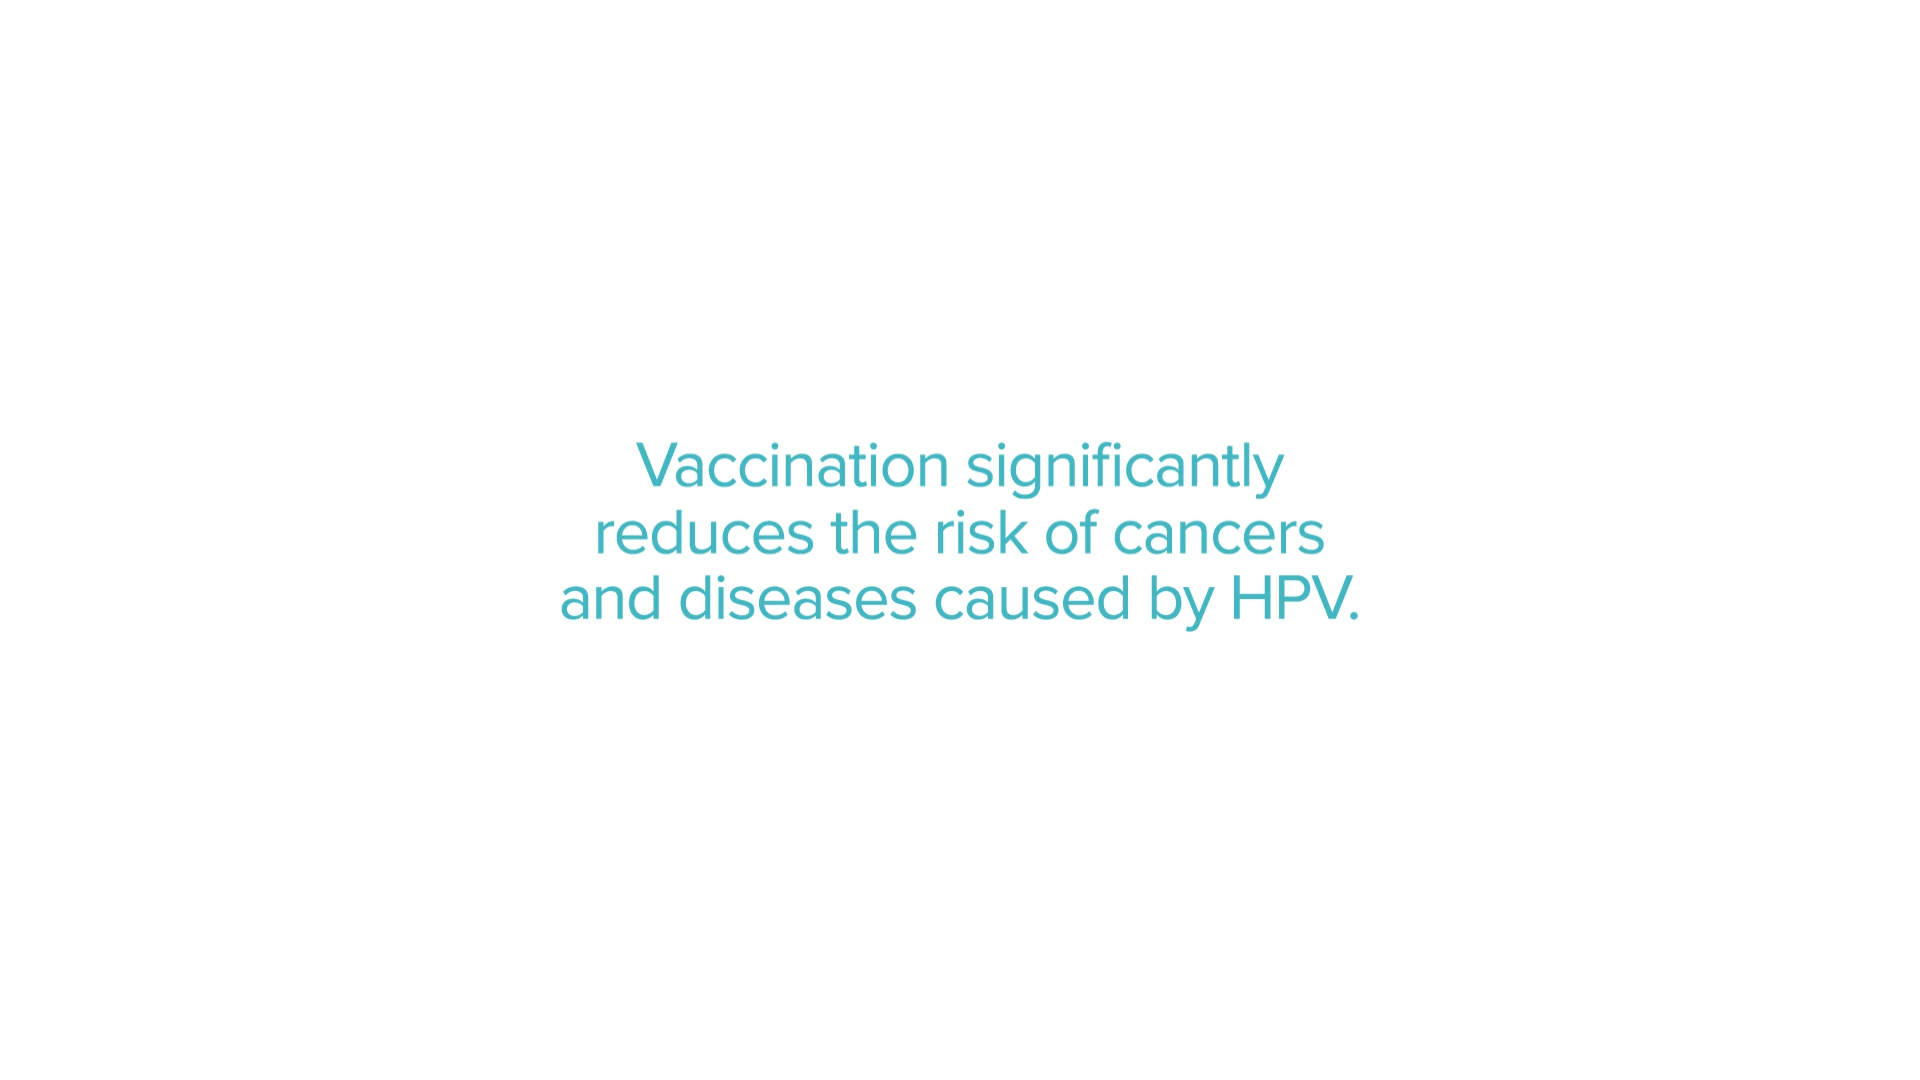 Vaccination significantly
reduces the risk of cancers
and diseases caused by HPV.